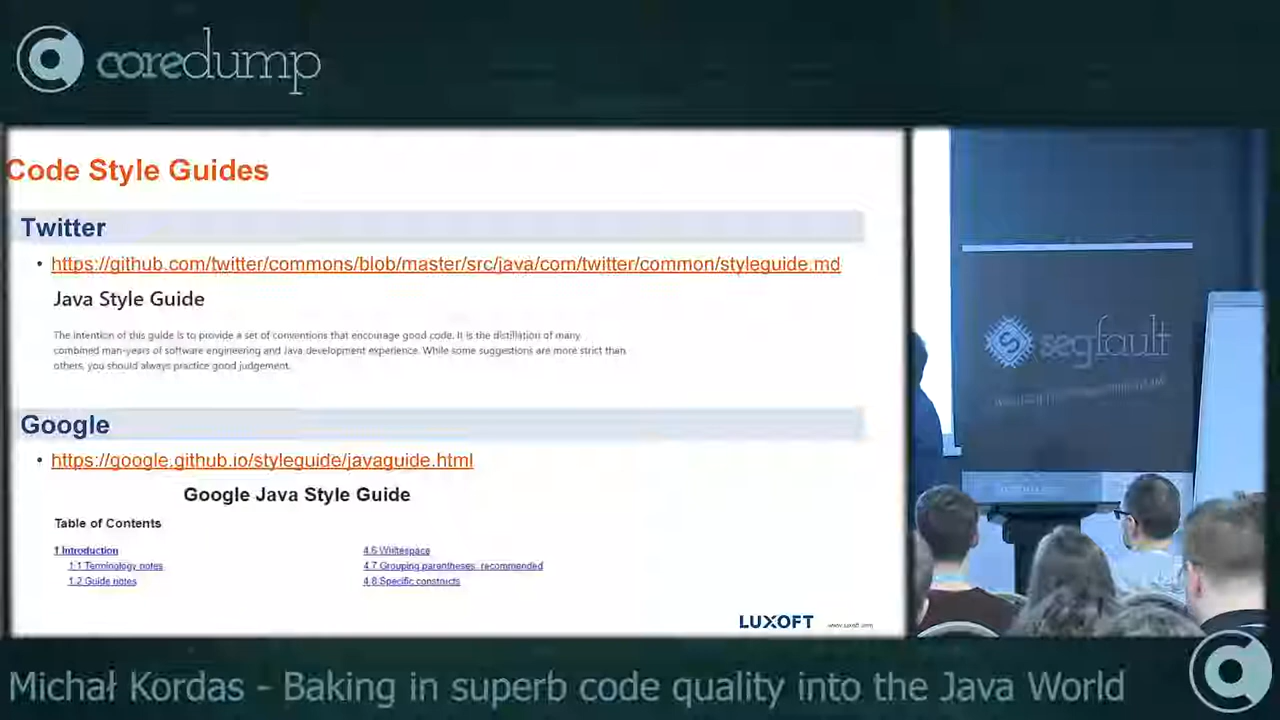 coredump
Code Style Guides
Twitter
• https://github.com/twitter/commons/blob/master/src/java/com/twitter/common/styleguide.md
Java Style Guide
The intention of this guide is to provide a set of conventions that encourage good code. It is the distillation of many
combined man-years of software engineering and Java development experience. While some suggestions are more strict than
others, you should always practice good judgement.
Google
• https://google.github.io/styleguide/javaguide.html
Google Java Style Guide
Table of Contents
1 Introduction
1.1 Terminology notes
1.2 Guide notes
4.6 Whitespace
4.7 Grouping parentheses: recommended
4.8 Specific constructs
LUXOFT www.luxoft.com
segfault
Michał Kordas - Baking in superb code quality into the Java World